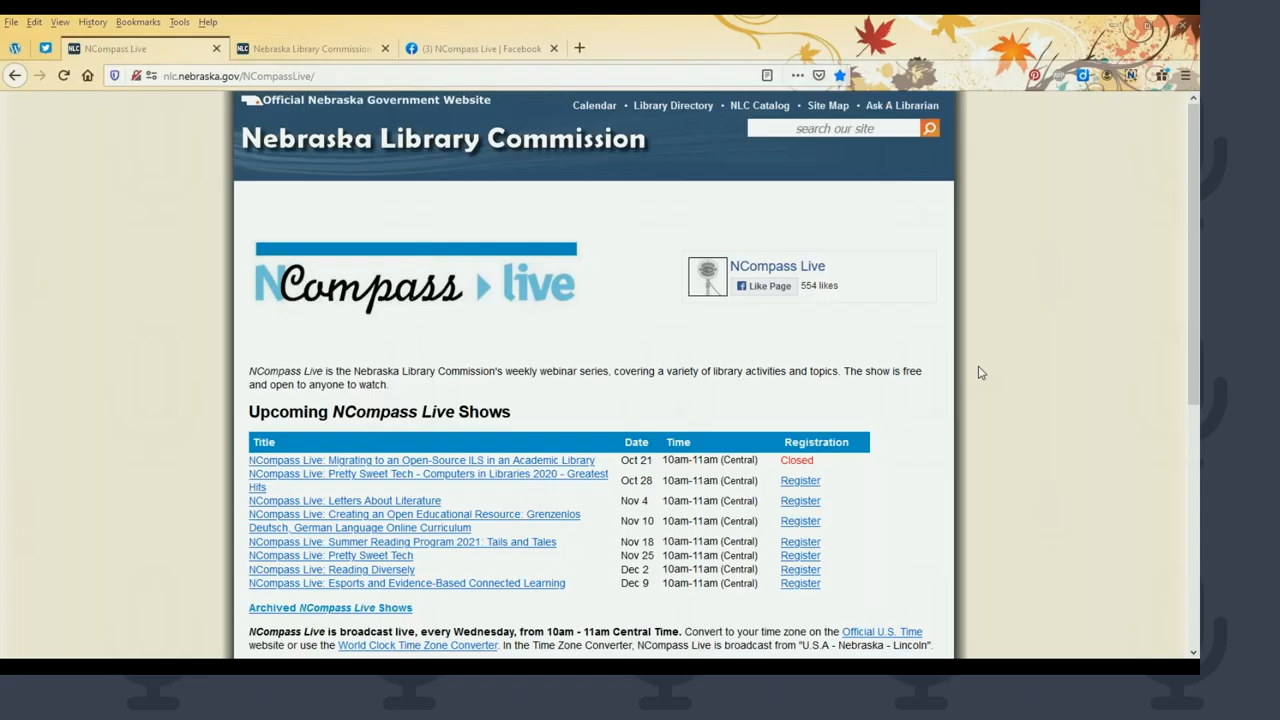 File Edit View History Bookmarks Tools Help
NCompass Live
Nebraska Library Commission
(3) NCompass Live | Facebook
nlc.nebraska.gov/NCompassLive/
Official Nebraska Government Website
Calendar • Library Directory • NLC Catalog • Site Map • Ask A Librarian
Nebraska Library Commission
search our site
NCompass live
NCompass Live
Like Page 554 likes
NCompass Live is the Nebraska Library Commission's weekly webinar series, covering a variety of library activities and topics. The show is free
and open to anyone to watch.
Upcoming NCompass Live Shows
Title Date Time Registration
NCompass Live: Migrating to an Open-Source ILS in an Academic Library Oct 21 10am-11am (Central) Closed
NCompass Live: Pretty Sweet Tech - Computers in Libraries 2020 - Greatest
Hits Oct 28 10am-11am (Central) Register
NCompass Live: Letters About Literature Nov 4 10am-11am (Central) Register
NCompass Live: Creating an Open Educational Resource: Grenzenlos
Deutsch, German Language Online Curriculum Nov 10 10am-11am (Central) Register
NCompass Live: Summer Reading Program 2021: Tails and Tales Nov 18 10am-11am (Central) Register
NCompass Live: Pretty Sweet Tech Nov 25 10am-11am (Central) Register
NCompass Live: Reading Diversely Dec 2 10am-11am (Central) Register
NCompass Live: Esports and Evidence-Based Connected Learning Dec 9 10am-11am (Central) Register
Archived NCompass Live Shows
NCompass Live is broadcast live, every Wednesday, from 10am - 11am Central Time. Convert to your time zone on the Official U.S. Time
website or use the World Clock Time Zone Converter. In the Time Zone Converter, NCompass Live is broadcast from "U.S.A - Nebraska - Lincoln".